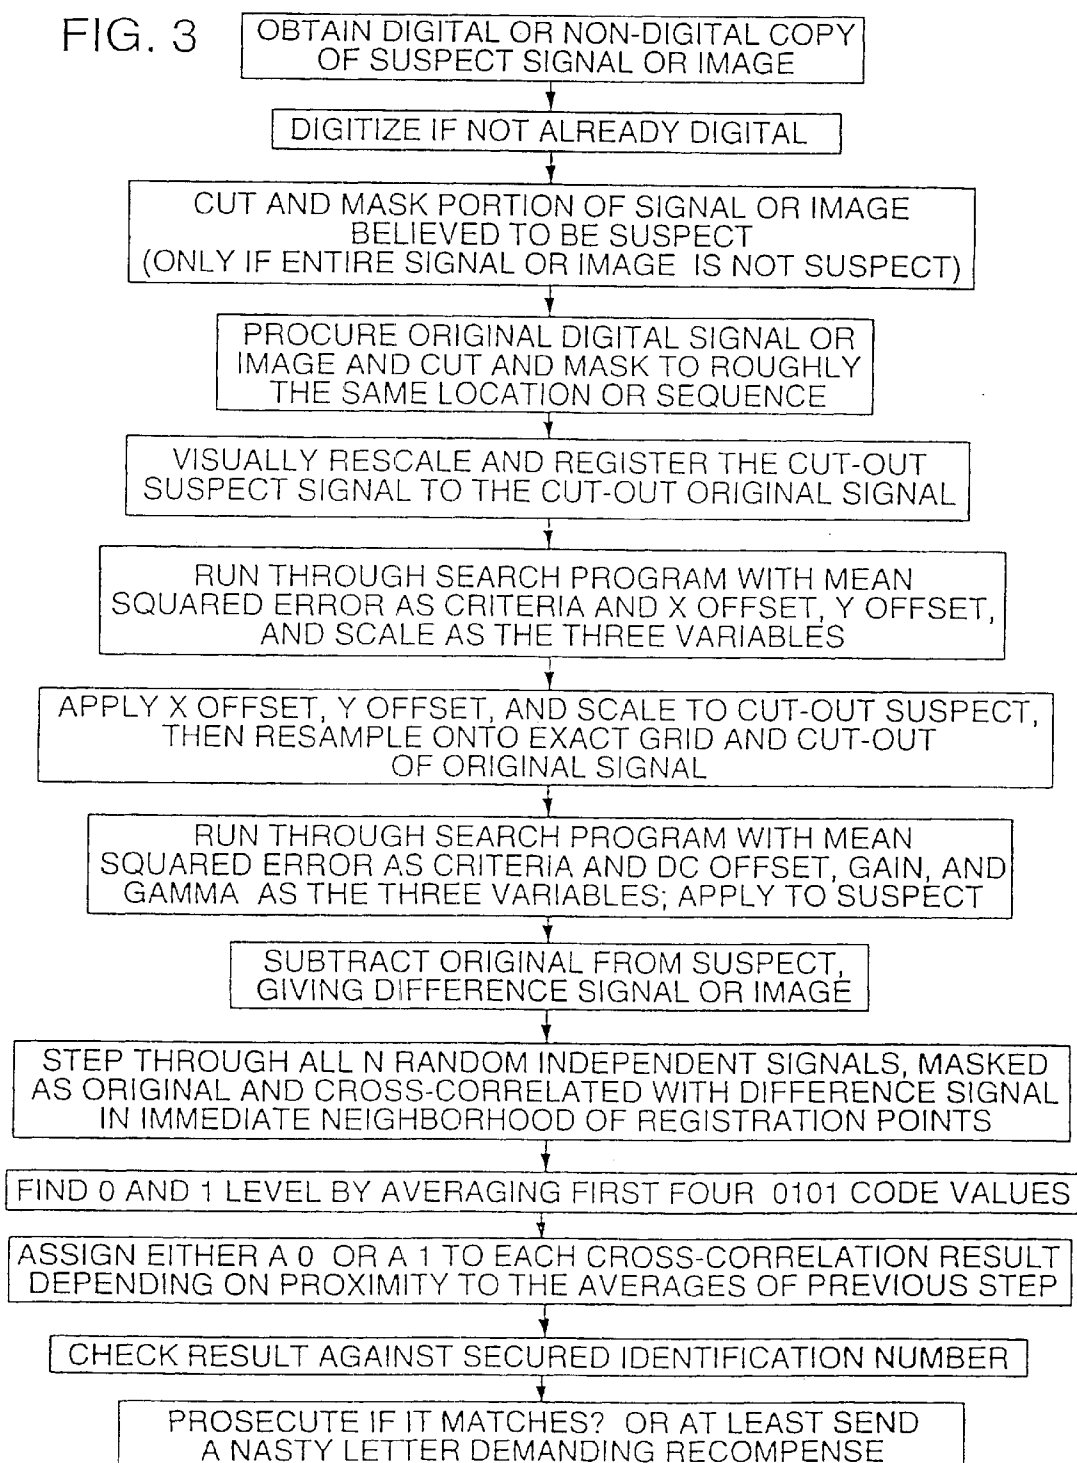 FIG. 3
OBTAIN DIGITAL OR NON-DIGITAL COPY
OF SUSPECT SIGNAL OR IMAGE
DIGITIZE IF NOT ALREADY DIGITAL
CUT AND MASK PORTION OF SIGNAL OR IMAGE
BELIEVED TO BE SUSPECT
(ONLY IF ENTIRE SIGNAL OR IMAGE IS NOT SUSPECT)
PROCURE ORIGINAL DIGITAL SIGNAL OR
IMAGE AND CUT AND MASK TO ROUGHLY
THE SAME LOCATION OR SEQUENCE
VISUALLY RESCALE AND REGISTER THE CUT-OUT
SUSPECT SIGNAL TO THE CUT-OUT ORIGINAL SIGNAL
RUN THROUGH SEARCH PROGRAM WITH MEAN
SQUARED ERROR AS CRITERIA AND X OFFSET, Y OFFSET,
AND SCALE AS THE THREE VARIABLES
APPLY X OFFSET, Y OFFSET, AND SCALE TO CUT-OUT SUSPECT,
THEN RESAMPLE ONTO EXACT GRID AND CUT-OUT
OF ORIGINAL SIGNAL
RUN THROUGH SEARCH PROGRAM WITH MEAN
SQUARED ERROR AS CRITERIA AND DC OFFSET, GAIN, AND
GAMMA AS THE THREE VARIABLES; APPLY TO SUSPECT
SUBTRACT ORIGINAL FROM SUSPECT,
GIVING DIFFERENCE SIGNAL OR IMAGE
STEP THROUGH ALL N RANDOM INDEPENDENT SIGNALS, MASKED
AS ORIGINAL AND CROSS-CORRELATED WITH DIFFERENCE SIGNAL
IN IMMEDIATE NEIGHBORHOOD OF REGISTRATION POINTS
FIND 0 AND 1 LEVEL BY AVERAGING FIRST FOUR 0101 CODE VALUES
ASSIGN EITHER A 0 OR A 1 TO EACH CROSS-CORRELATION RESULT
DEPENDING ON PROXIMITY TO THE AVERAGES OF PREVIOUS STEP
CHECK RESULT AGAINST SECURED IDENTIFICATION NUMBER
PROSECUTE IF IT MATCHES? OR AT LEAST SEND
A NASTY LETTER DEMANDING RECOMPENSE